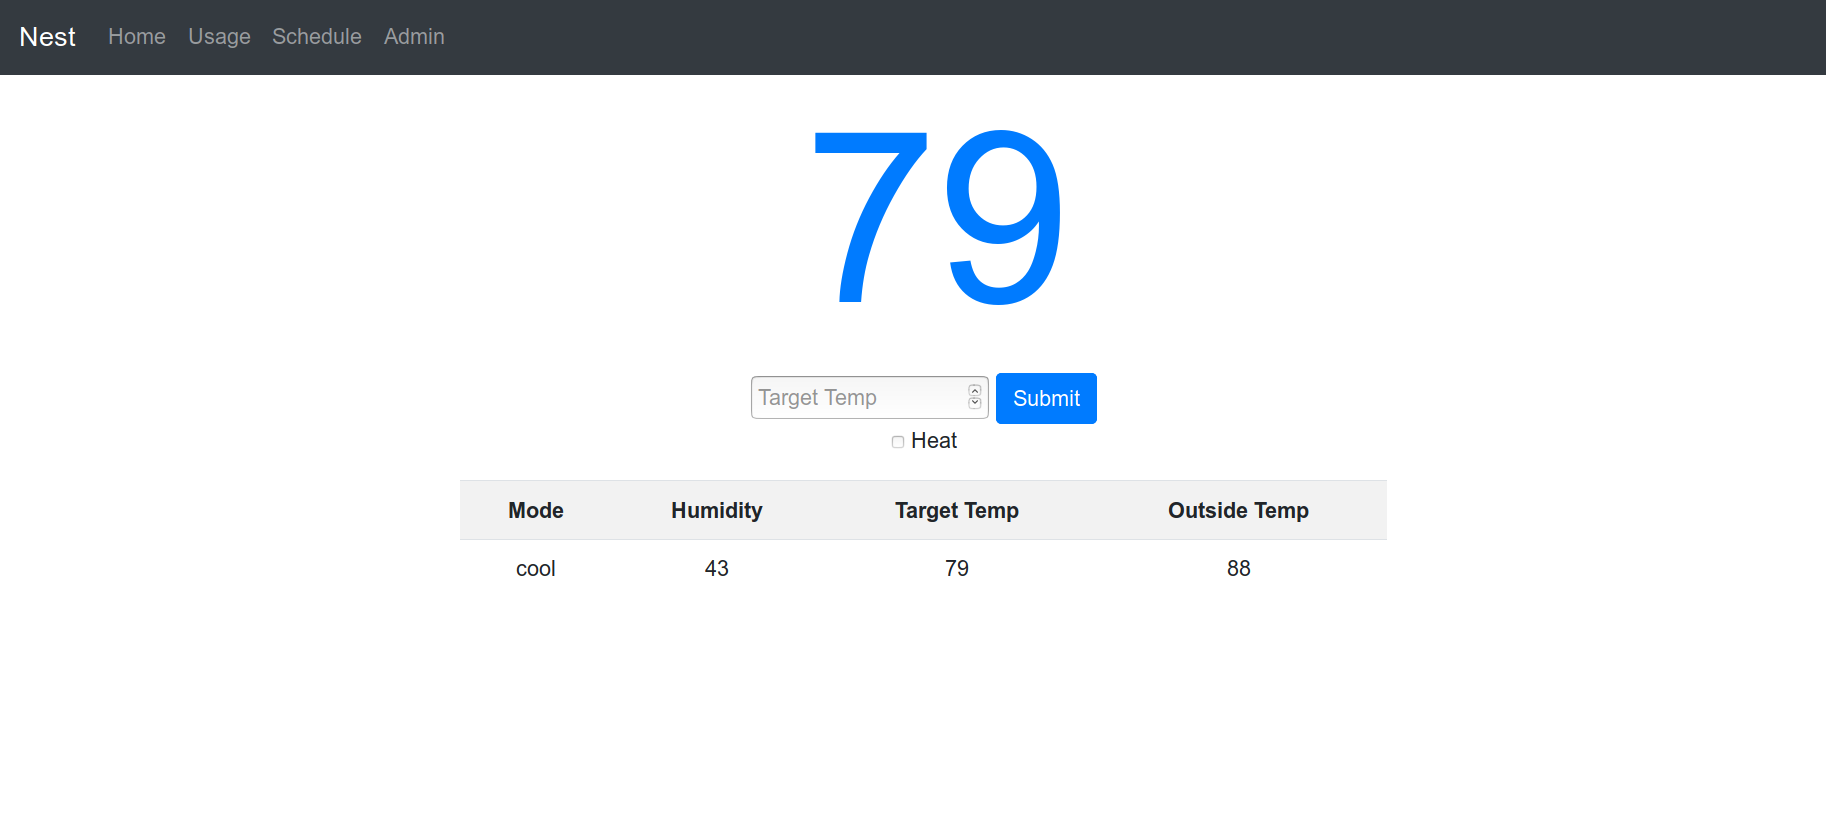 Nest Home Usage Schedule Admin
79
Target Temp Submit
Heat
Mode Humidity Target Temp Outside Temp
cool 43 79 88